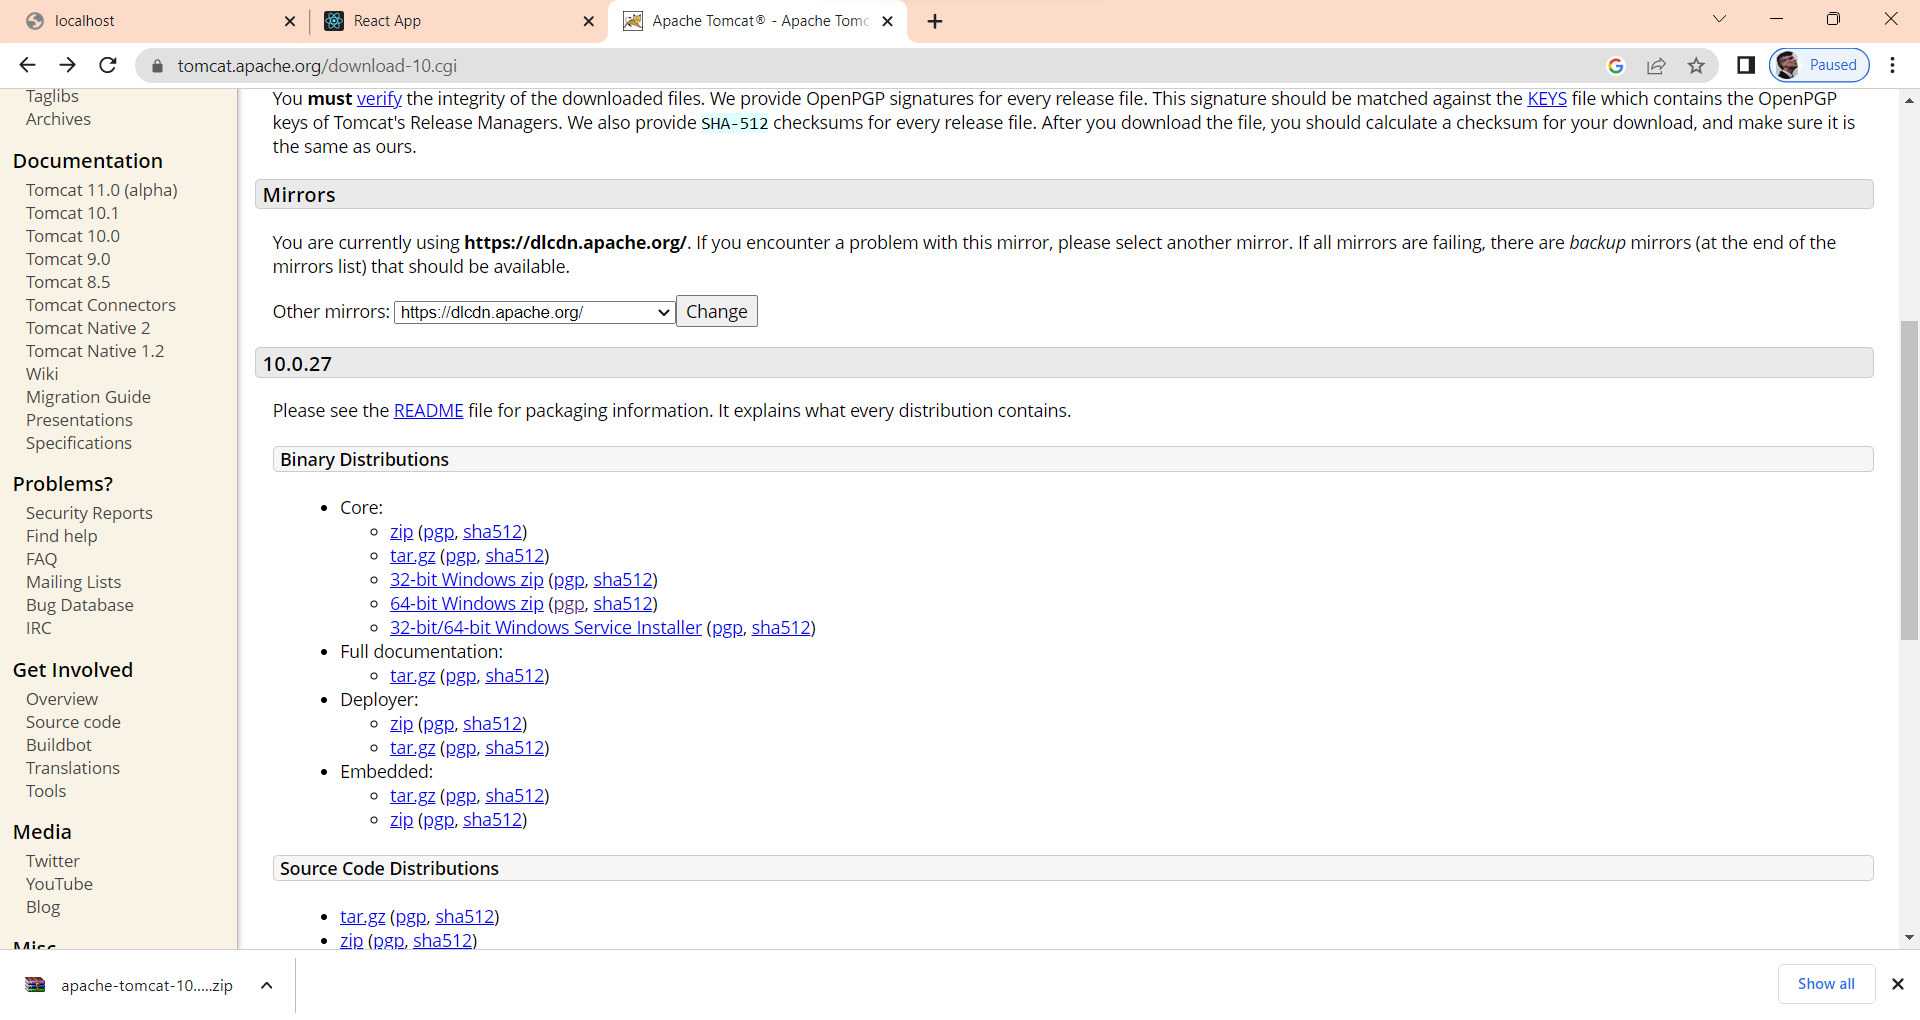 localhost
React App
Apache Tomcat® - Apache Tomc
tomcat.apache.org/download-10.cgi
Paused
Taglibs
Archives
Documentation
Tomcat 11.0 (alpha)
Tomcat 10.1
Tomcat 10.0
Tomcat 9.0
Tomcat 8.5
Tomcat Connectors
Tomcat Native 2
Tomcat Native 1.2
Wiki
Migration Guide
Presentations
Specifications
Problems?
Security Reports
Find help
FAQ
Mailing Lists
Bug Database
IRC
Get Involved
Overview
Source code
Buildbot
Translations
Tools
Media
Twitter
YouTube
Blog
Misc
You must verify the integrity of the downloaded files. We provide OpenPGP signatures for every release file. This signature should be matched against the KEYS file which contains the OpenPGP
keys of Tomcat's Release Managers. We also provide SHA-512 checksums for every release file. After you download the file, you should calculate a checksum for your download, and make sure it is
the same as ours.
Mirrors
You are currently using https://dlcdn.apache.org/. If you encounter a problem with this mirror, please select another mirror. If all mirrors are failing, there are backup mirrors (at the end of the
mirrors list) that should be available.
Other mirrors: https://dlcdn.apache.org/ Change
10.0.27
Please see the README file for packaging information. It explains what every distribution contains.
Binary Distributions
• Core:
◦ zip (pgp, sha512)
◦ tar.gz (pgp, sha512)
◦ 32-bit Windows zip (pgp, sha512)
◦ 64-bit Windows zip (pgp, sha512)
◦ 32-bit/64-bit Windows Service Installer (pgp, sha512)
• Full documentation:
◦ tar.gz (pgp, sha512)
• Deployer:
◦ zip (pgp, sha512)
◦ tar.gz (pgp, sha512)
• Embedded:
◦ tar.gz (pgp, sha512)
◦ zip (pgp, sha512)
Source Code Distributions
• tar.gz (pgp, sha512)
• zip (pgp, sha512)
apache-tomcat-10.....zip
Show all